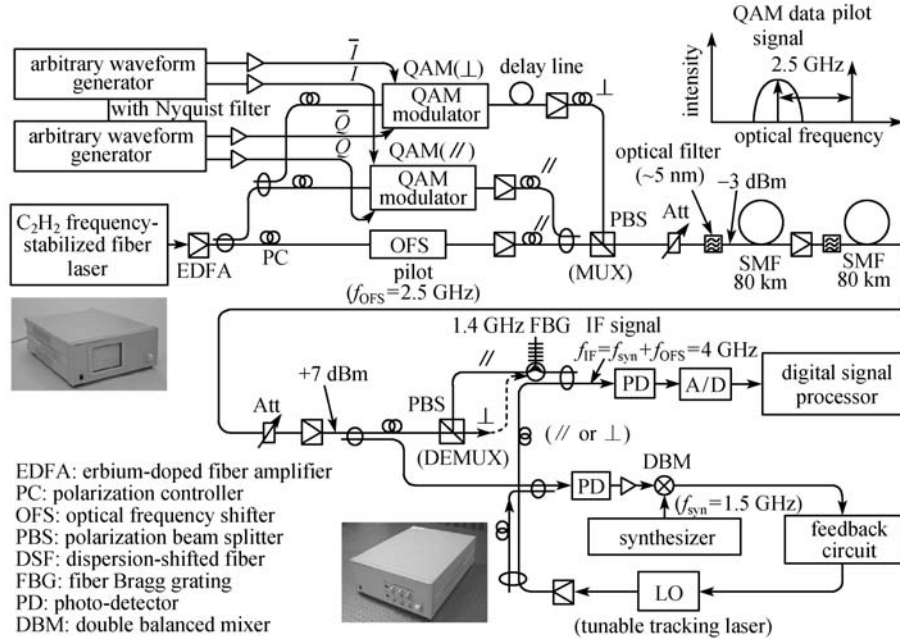 arbitrary waveform
generator
with Nyquist filter
arbitrary waveform
generator
I̅
I
Q̅
Q
QAM(⊥)
QAM
modulator
QAM(//)
QAM
modulator
delay line
⊥
//
//
C₂H₂ frequency-
stabilized fiber
laser
EDFA
PC
OFS
pilot
(f_OFS=2.5 GHz)
PBS
(MUX)
QAM data pilot
signal
2.5 GHz
intensity
optical frequency
optical filter
(~5 nm)
−3 dBm
Att
SMF
80 km
SMF
80 km
1.4 GHz FBG
IF signal
f_IF=f_syn+f_OFS=4 GHz
//
+7 dBm
Att
PBS
⊥
(DEMUX)
PD
A/D
digital signal
processor
(// or ⊥)
PD
DBM
(f_syn=1.5 GHz)
synthesizer
feedback
circuit
LO
(tunable tracking laser)
EDFA: erbium-doped fiber amplifier
PC: polarization controller
OFS: optical frequency shifter
PBS: polarization beam splitter
DSF: dispersion-shifted fiber
FBG: fiber Bragg grating
PD: photo-detector
DBM: double balanced mixer